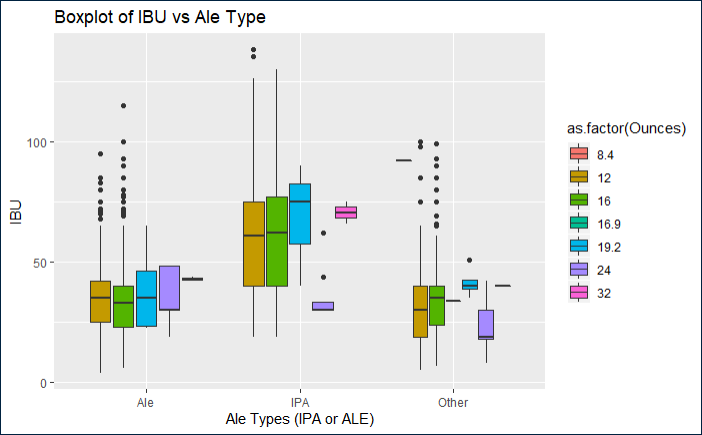 Boxplot of IBU vs Ale Type
IBU
100
50
0
Ale
IPA
Other
Ale Types (IPA or ALE)
as.factor(Ounces)
8.4
12
16
16.9
19.2
24
32